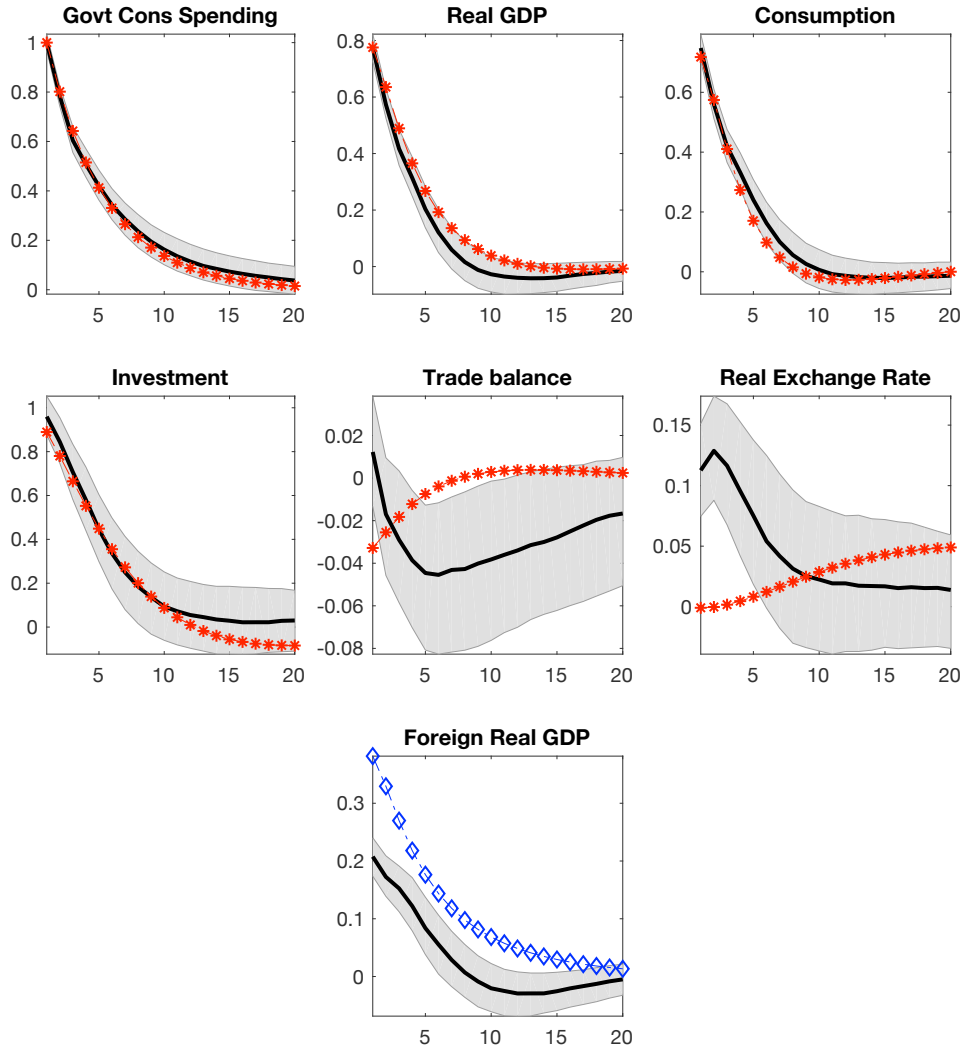 Govt Cons Spending
1
0.8
0.6
0.4
0.2
0
5 10 15 20
Real GDP
0.8
0.6
0.4
0.2
0
5 10 15 20
Consumption
0.6
0.4
0.2
0
5 10 15 20
Investment
1
0.8
0.6
0.4
0.2
0
5 10 15 20
Trade balance
0.02
0
-0.02
-0.04
-0.06
-0.08
5 10 15 20
Real Exchange Rate
0.15
0.1
0.05
0
5 10 15 20
Foreign Real GDP
0.3
0.2
0.1
0
5 10 15 20